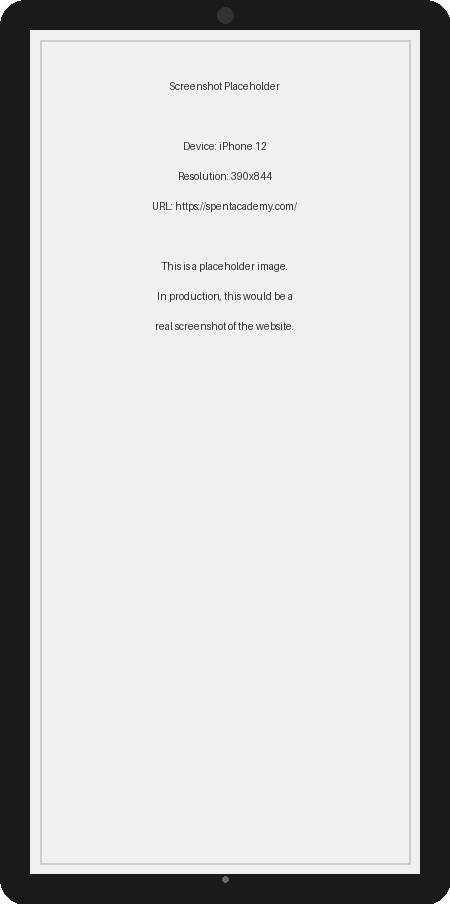 Screenshot Placeholder
Device: iPhone 12
Resolution: 390x844
URL: https://spentacademy.com/
This is a placeholder image.
In production, this would be a
real screenshot of the website.